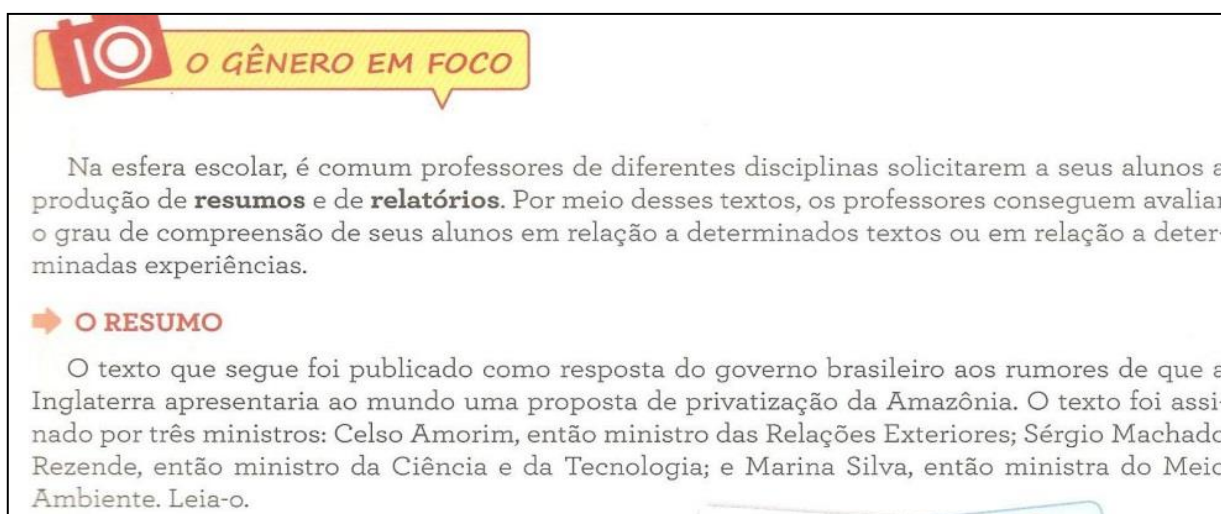 O GÊNERO EM FOCO
Na esfera escolar, é comum professores de diferentes disciplinas solicitarem a seus alunos a
produção de resumos e de relatórios. Por meio desses textos, os professores conseguem avaliar
o grau de compreensão de seus alunos em relação a determinados textos ou em relação a deter-
minadas experiências.
O RESUMO
O texto que segue foi publicado como resposta do governo brasileiro aos rumores de que a
Inglaterra apresentaria ao mundo uma proposta de privatização da Amazônia. O texto foi assi-
nado por três ministros: Celso Amorim, então ministro das Relações Exteriores; Sérgio Machado
Rezende, então ministro da Ciência e da Tecnologia; e Marina Silva, então ministra do Meio
Ambiente. Leia-o.